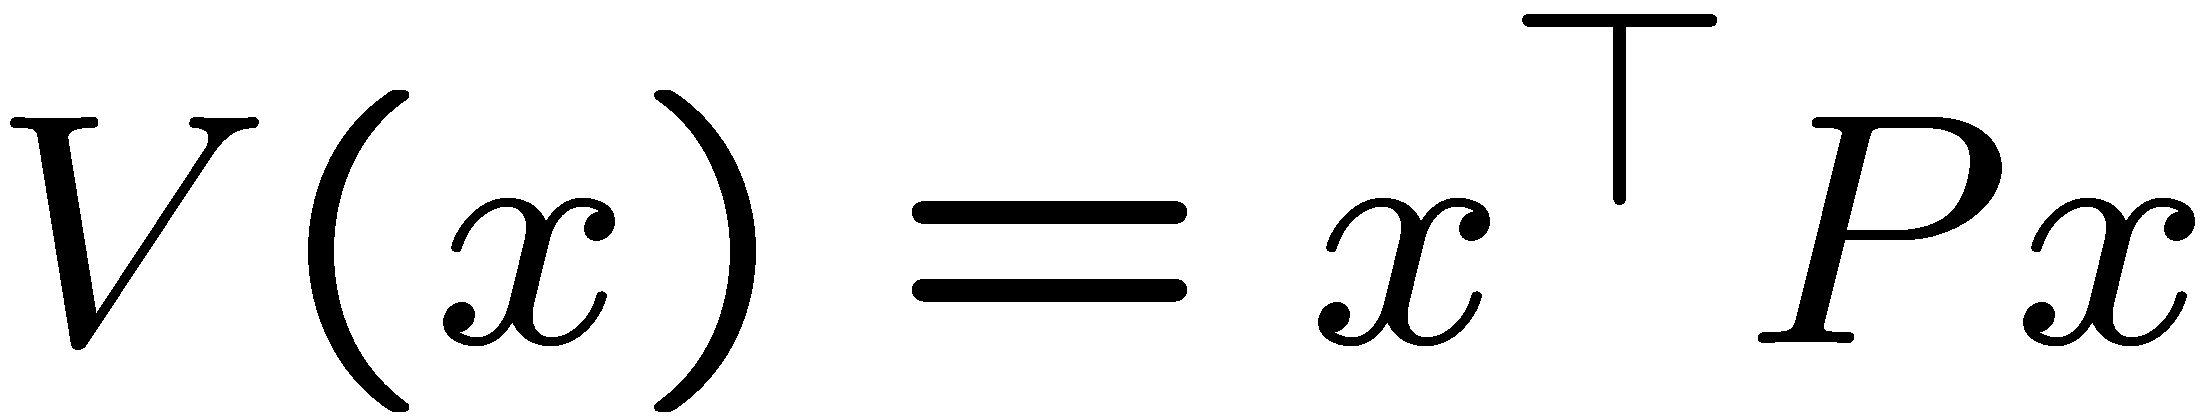 V(x) = x⊤Px